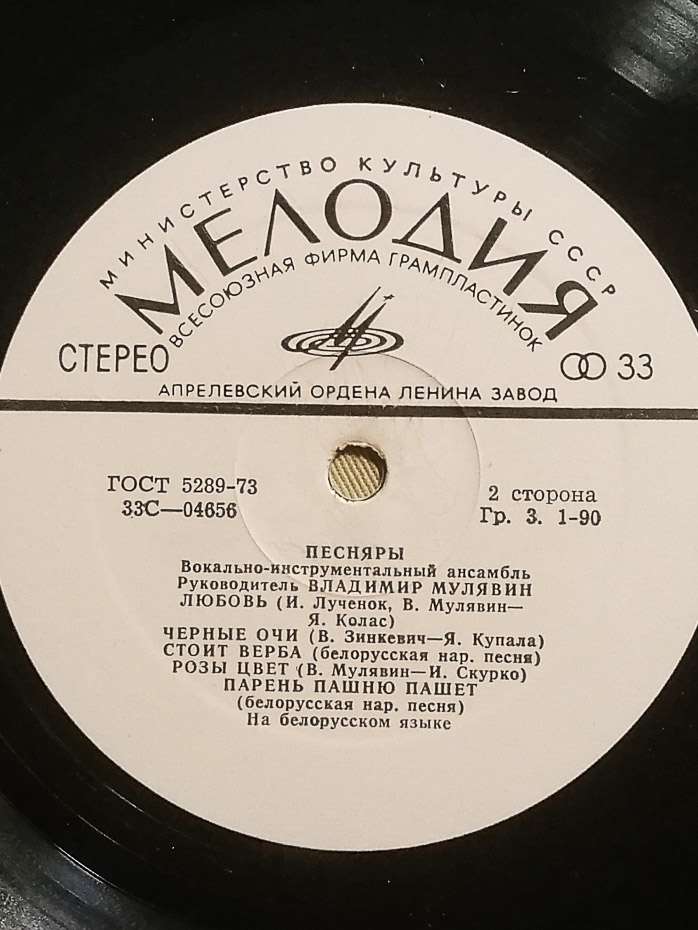 МИНИСТЕРСТВО КУЛЬТУРЫ СССР
МЕЛОДИЯ
ВСЕСОЮЗНАЯ ФИРМА ГРАМПЛАСТИНОК
СТЕРЕО
33
АПРЕЛЕВСКИЙ ОРДЕНА ЛЕНИНА ЗАВОД
ГОСТ 5289-73
33С—04656
2 сторона
Гр. 3. 1-90
ПЕСНЯРЫ
Вокально-инструментальный ансамбль
Руководитель ВЛАДИМИР МУЛЯВИН
ЛЮБОВЬ (И. Лученок, В. Мулявин—
Я. Колас)
ЧЕРНЫЕ ОЧИ (В. Зинкевич—Я. Купала)
СТОИТ ВЕРБА (белорусская нар. песня)
РОЗЫ ЦВЕТ (В. Мулявин—И. Скурко)
ПАРЕНЬ ПАШНЮ ПАШЕТ
(белорусская нар. песня)
На белорусском языке